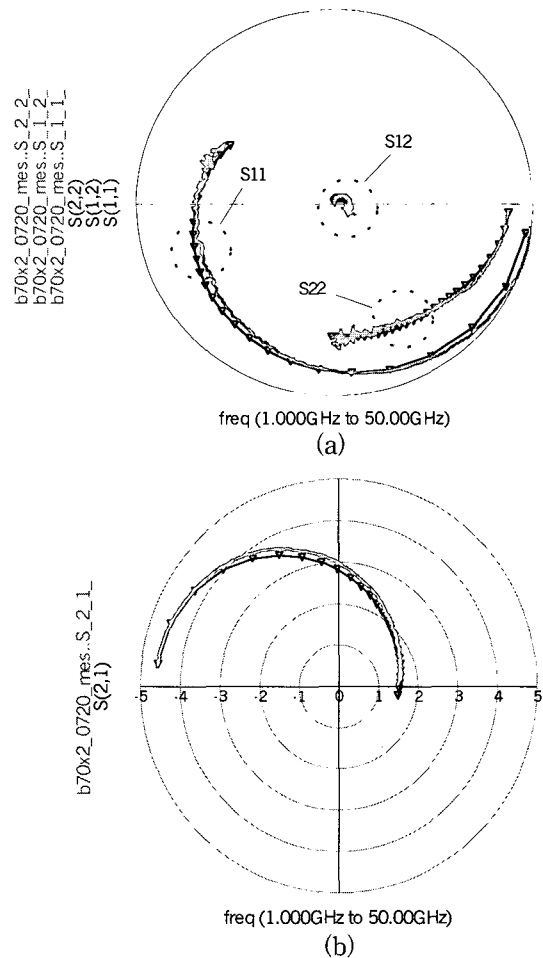 b70x2_0720_mes..S_2_2_
b70x2_0720_mes..S_1_2_
b70x2_0720_mes..S_1_1_
S(2,2)
S(1,2)
S(1,1)
S12
S11
S22
freq (1.000GHz to 50.00GHz)
(a)
b70x2_0720_mes..S_2_1_
S(2,1)
-5 -4 -3 -2 -1 0 1 2 3 4 5
freq (1.000GHz to 50.00GHz)
(b)